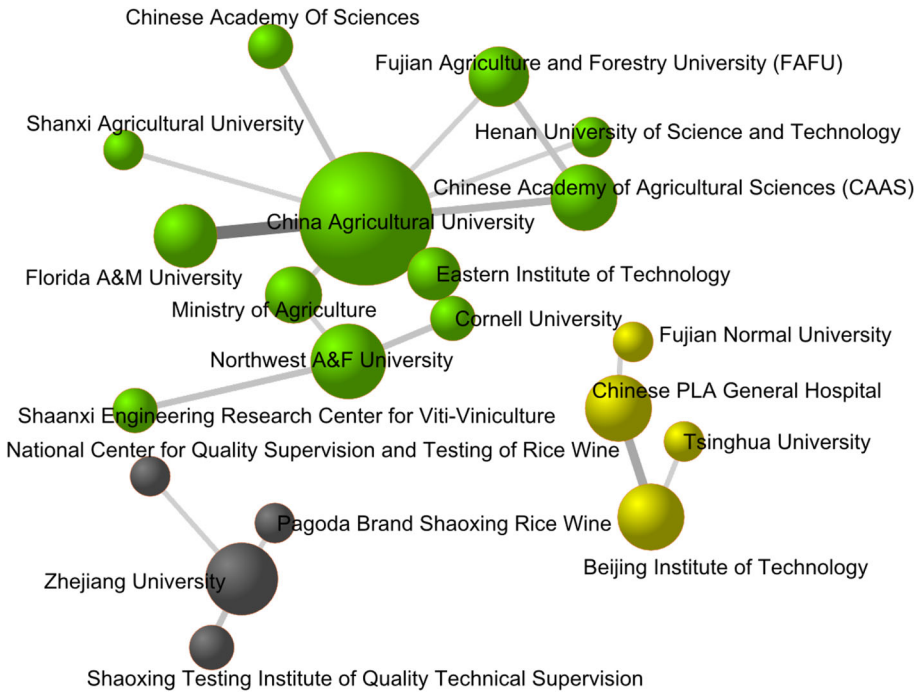 Chinese Academy Of Sciences
Fujian Agriculture and Forestry University (FAFU)
Shanxi Agricultural University
Henan University of Science and Technology
Chinese Academy of Agricultural Sciences (CAAS)
China Agricultural University
Florida A&M University
Eastern Institute of Technology
Ministry of Agriculture
Cornell University
Fujian Normal University
Northwest A&F University
Chinese PLA General Hospital
Shaanxi Engineering Research Center for Viti-Viniculture
Tsinghua University
National Center for Quality Supervision and Testing of Rice Wine
Pagoda Brand Shaoxing Rice Wine
Beijing Institute of Technology
Zhejiang University
Shaoxing Testing Institute of Quality Technical Supervision